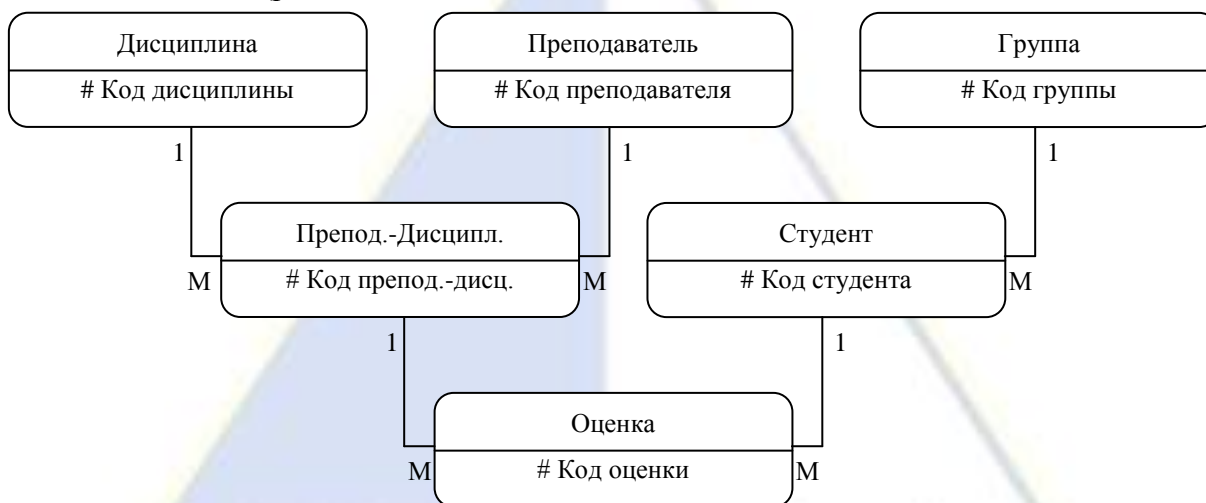 Дисциплина
# Код дисциплины
Преподаватель
# Код преподавателя
Группа
# Код группы
1
1
1
Препод.-Дисципл.
# Код препод.-дисц.
Студент
# Код студента
М
М
М
1
1
Оценка
# Код оценки
М
М